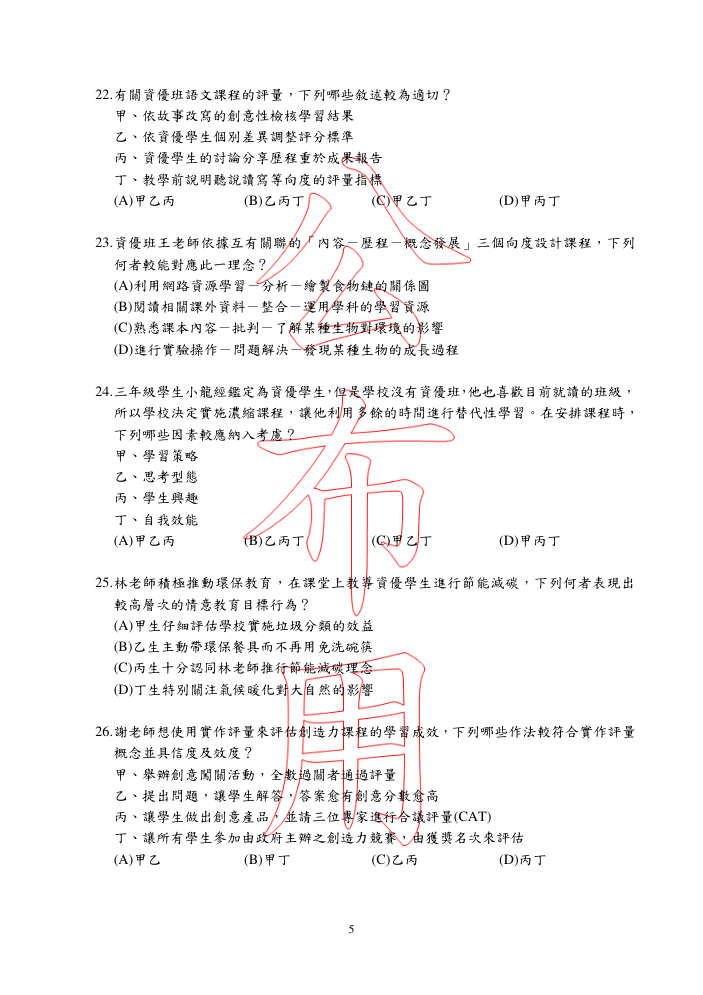 22.有關資優班語文課程的評量，下列哪些敘述較為適切？
甲、依故事改寫的創意性檢核學習結果
乙、依資優學生個別差異調整評分標準
丙、資優學生的討論分享歷程重於成果報告
丁、教學前說明聽說讀寫等向度的評量指標
(A)甲乙丙 (B)乙丙丁 (C)甲乙丁 (D)甲丙丁
23.資優班王老師依據互有關聯的「內容－歷程－概念發展」三個向度設計課程，下列
何者較能對應此一理念？
(A)利用網路資源學習－分析－繪製食物鏈的關係圖
(B)閱讀相關課外資料－整合－運用學科的學習資源
(C)熟悉課本內容－批判－了解某種生物對環境的影響
(D)進行實驗操作－問題解決－發現某種生物的成長過程
24.三年級學生小龍經鑑定為資優學生，但是學校沒有資優班，他也喜歡目前就讀的班級，
所以學校決定實施濃縮課程，讓他利用多餘的時間進行替代性學習。在安排課程時，
下列哪些因素較應納入考慮？
甲、學習策略
乙、思考型態
丙、學生興趣
丁、自我效能
(A)甲乙丙 (B)乙丙丁 (C)甲乙丁 (D)甲丙丁
25.林老師積極推動環保教育，在課堂上教導資優學生進行節能減碳，下列何者表現出
較高層次的情意教育目標行為？
(A)甲生仔細評估學校實施垃圾分類的效益
(B)乙生主動帶環保餐具而不再用免洗碗筷
(C)丙生十分認同林老師推行節能減碳理念
(D)丁生特別關注氣候暖化對大自然的影響
26.謝老師想使用實作評量來評估創造力課程的學習成效，下列哪些作法較符合實作評量
概念並具信度及效度？
甲、舉辦創意闖關活動，全數過關者通過評量
乙、提出問題，讓學生解答，答案愈有創意分數愈高
丙、讓學生做出創意產品，並請三位專家進行合議評量(CAT)
丁、讓所有學生參加由政府主辦之創造力競賽，由獲獎名次來評估
(A)甲乙 (B)甲丁 (C)乙丙 (D)丙丁
公布用
5